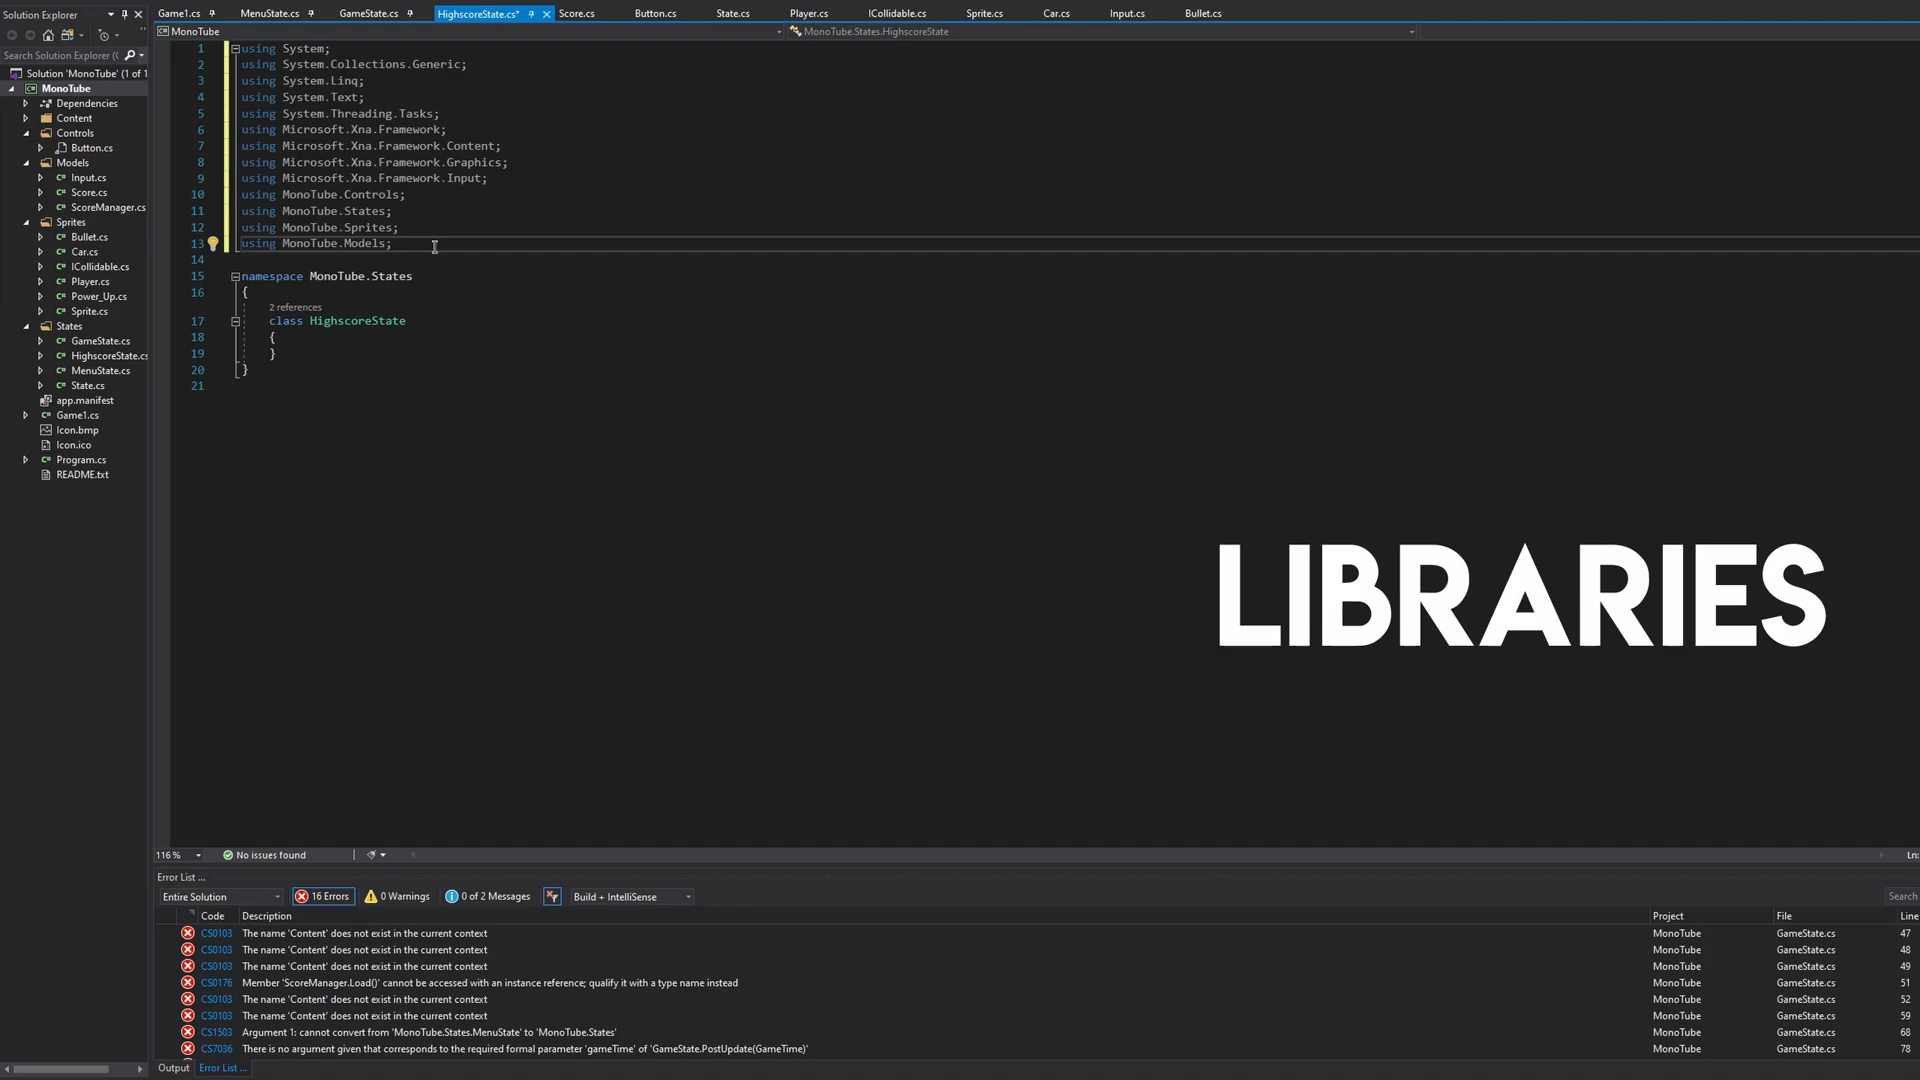 Solution Explorer
Game1.cs
MenuState.cs
GameState.cs
HighscoreState.cs*
Score.cs
Button.cs
State.cs
Player.cs
ICollidable.cs
Sprite.cs
Car.cs
Input.cs
Bullet.cs
MonoTube
MonoTube.States.HighscoreState
Search Solution Explorer (
Solution 'MonoTube' (1 of 1
MonoTube
Dependencies
Content
Controls
Button.cs
Models
Input.cs
Score.cs
ScoreManager.cs
Sprites
Bullet.cs
Car.cs
ICollidable.cs
Player.cs
Power_Up.cs
Sprite.cs
States
GameState.cs
HighscoreState.cs
MenuState.cs
State.cs
app.manifest
Game1.cs
Icon.bmp
Icon.ico
Program.cs
README.txt
1 using System;
2 using System.Collections.Generic;
3 using System.Linq;
4 using System.Text;
5 using System.Threading.Tasks;
6 using Microsoft.Xna.Framework;
7 using Microsoft.Xna.Framework.Content;
8 using Microsoft.Xna.Framework.Graphics;
9 using Microsoft.Xna.Framework.Input;
10 using MonoTube.Controls;
11 using MonoTube.States;
12 using MonoTube.Sprites;
13 using MonoTube.Models;
14
15 namespace MonoTube.States
16 {
2 references
17 class HighscoreState
18 {
19 }
20 }
21
LIBRARIES
116 %
No issues found
Ln:
Error List ...
Entire Solution
16 Errors
0 Warnings
0 of 2 Messages
Build + IntelliSense
Search
Code Description Project File Line
CS0103 The name 'Content' does not exist in the current context MonoTube GameState.cs 47
CS0103 The name 'Content' does not exist in the current context MonoTube GameState.cs 48
CS0103 The name 'Content' does not exist in the current context MonoTube GameState.cs 49
CS0176 Member 'ScoreManager.Load()' cannot be accessed with an instance reference; qualify it with a type name instead MonoTube GameState.cs 51
CS0103 The name 'Content' does not exist in the current context MonoTube GameState.cs 52
CS0103 The name 'Content' does not exist in the current context MonoTube GameState.cs 59
CS1503 Argument 1: cannot convert from 'MonoTube.States.MenuState' to 'MonoTube.States' MonoTube GameState.cs 68
CS7036 There is no argument given that corresponds to the required formal parameter 'gameTime' of 'GameState.PostUpdate(GameTime)' MonoTube GameState.cs 78
Output
Error List ...